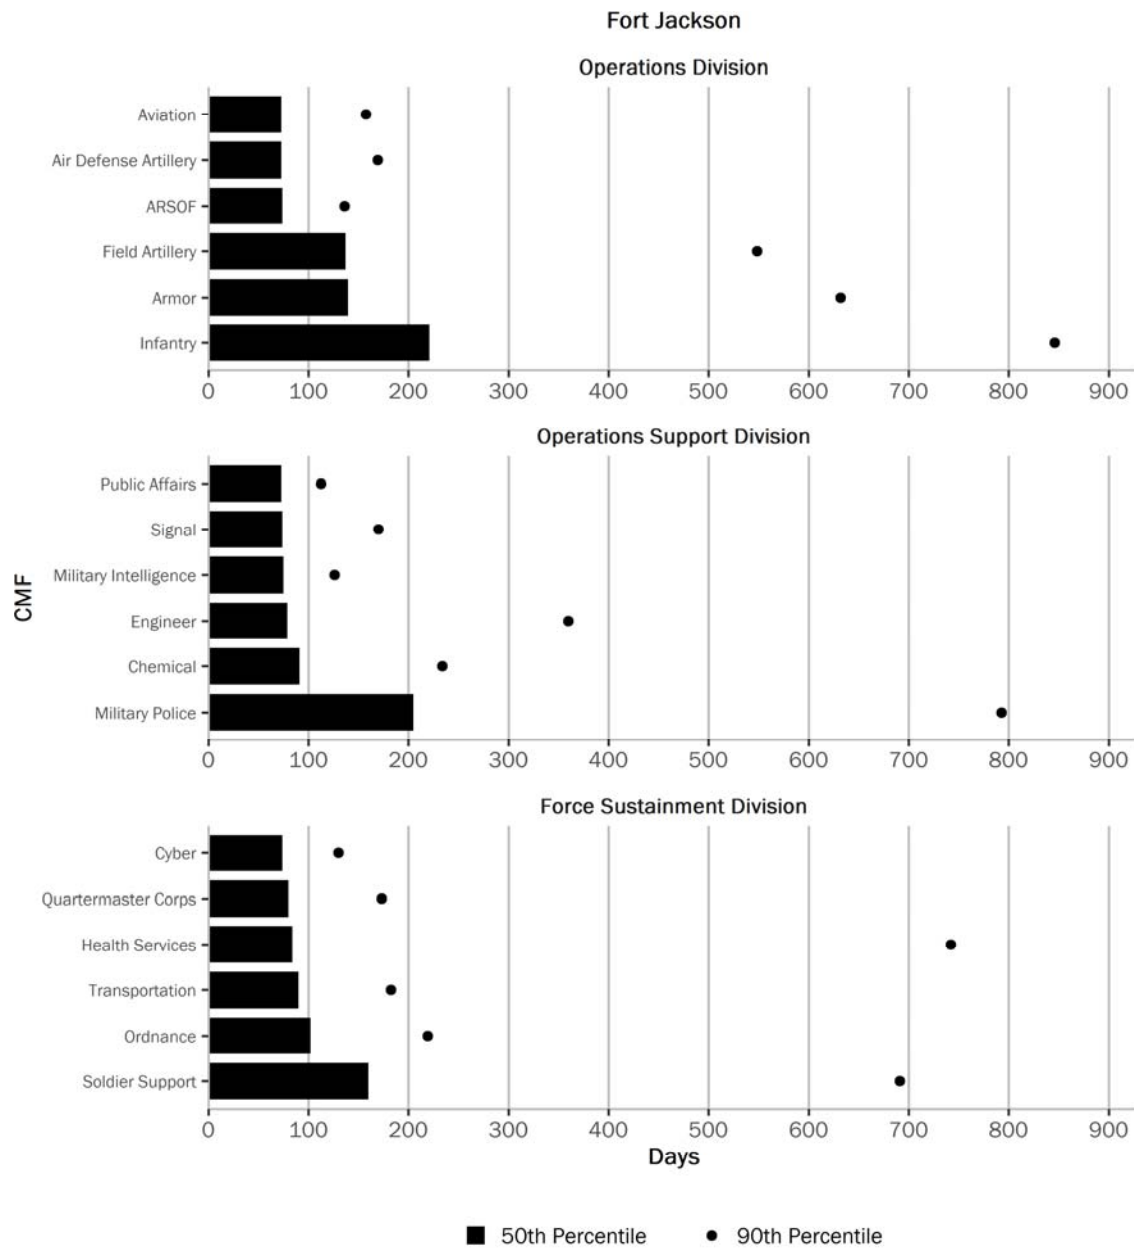 Fort Jackson
Operations Division
Aviation
Air Defense Artillery
ARSOF
Field Artillery
Armor
Infantry
0 100 200 300 400 500 600 700 800 900
Operations Support Division
Public Affairs
Signal
Military Intelligence
Engineer
Chemical
Military Police
0 100 200 300 400 500 600 700 800 900
CMF
Force Sustainment Division
Cyber
Quartermaster Corps
Health Services
Transportation
Ordnance
Soldier Support
0 100 200 300 400 500 600 700 800 900
Days
50th Percentile 90th Percentile